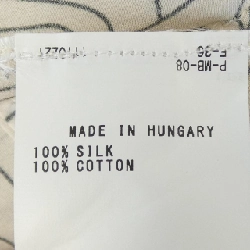 P-MB-08
F-36
MADE IN HUNGARY
100% SILK
100% COTTON